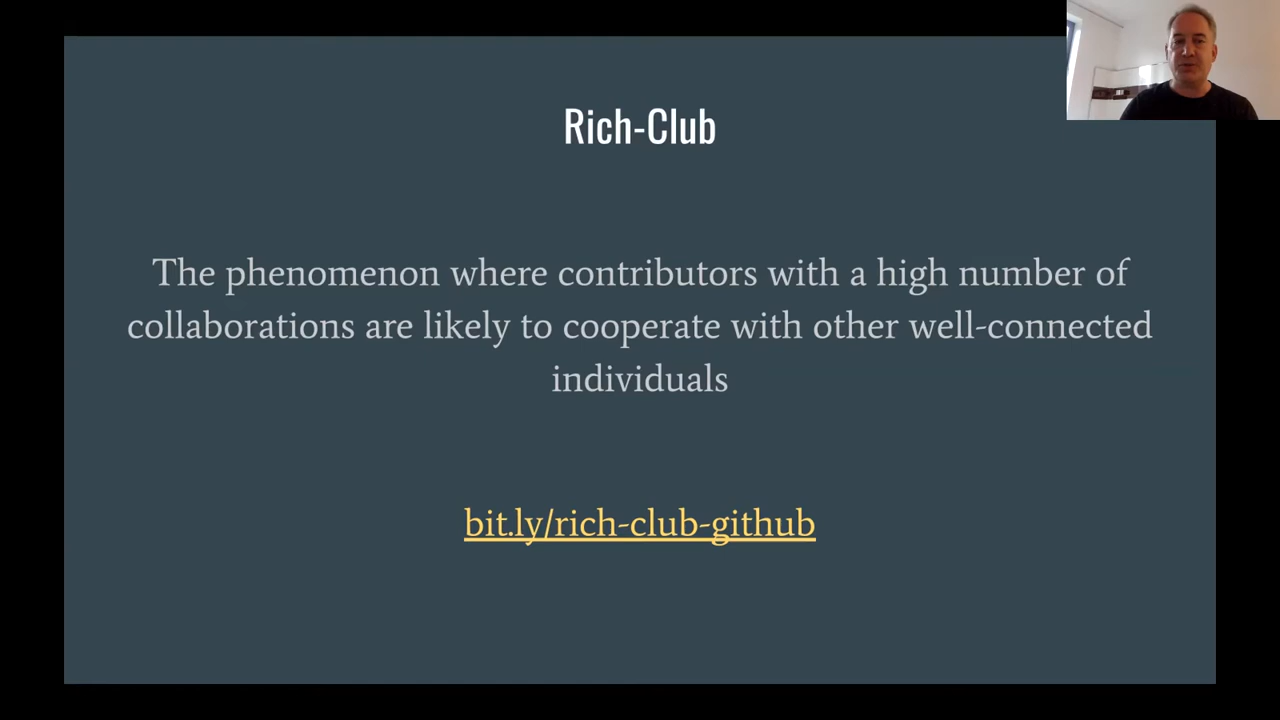 Rich-Club
The phenomenon where contributors with a high number of
collaborations are likely to cooperate with other well-connected
individuals
bit.ly/rich-club-github